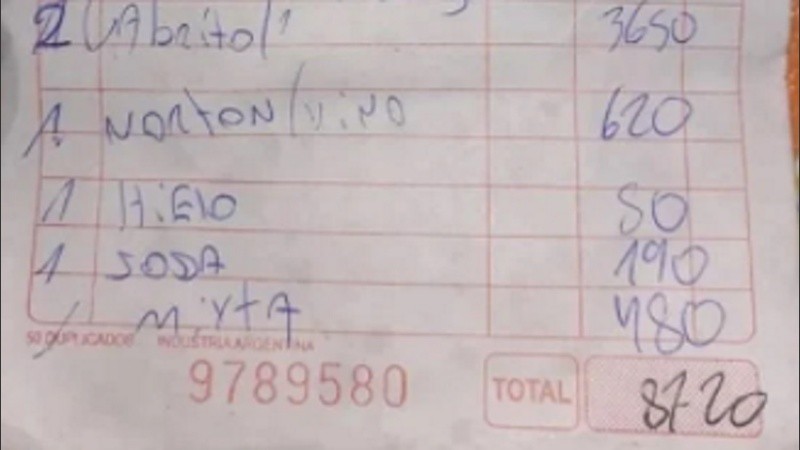 2 CAbrito/1 3650
1. NORTON/ViNO 620
1 HiElO 50
1 SODA 190
MixtA 480
50 DUPLICADOS INDUSTRIA ARGENTINA
9789580 TOTAL 8720